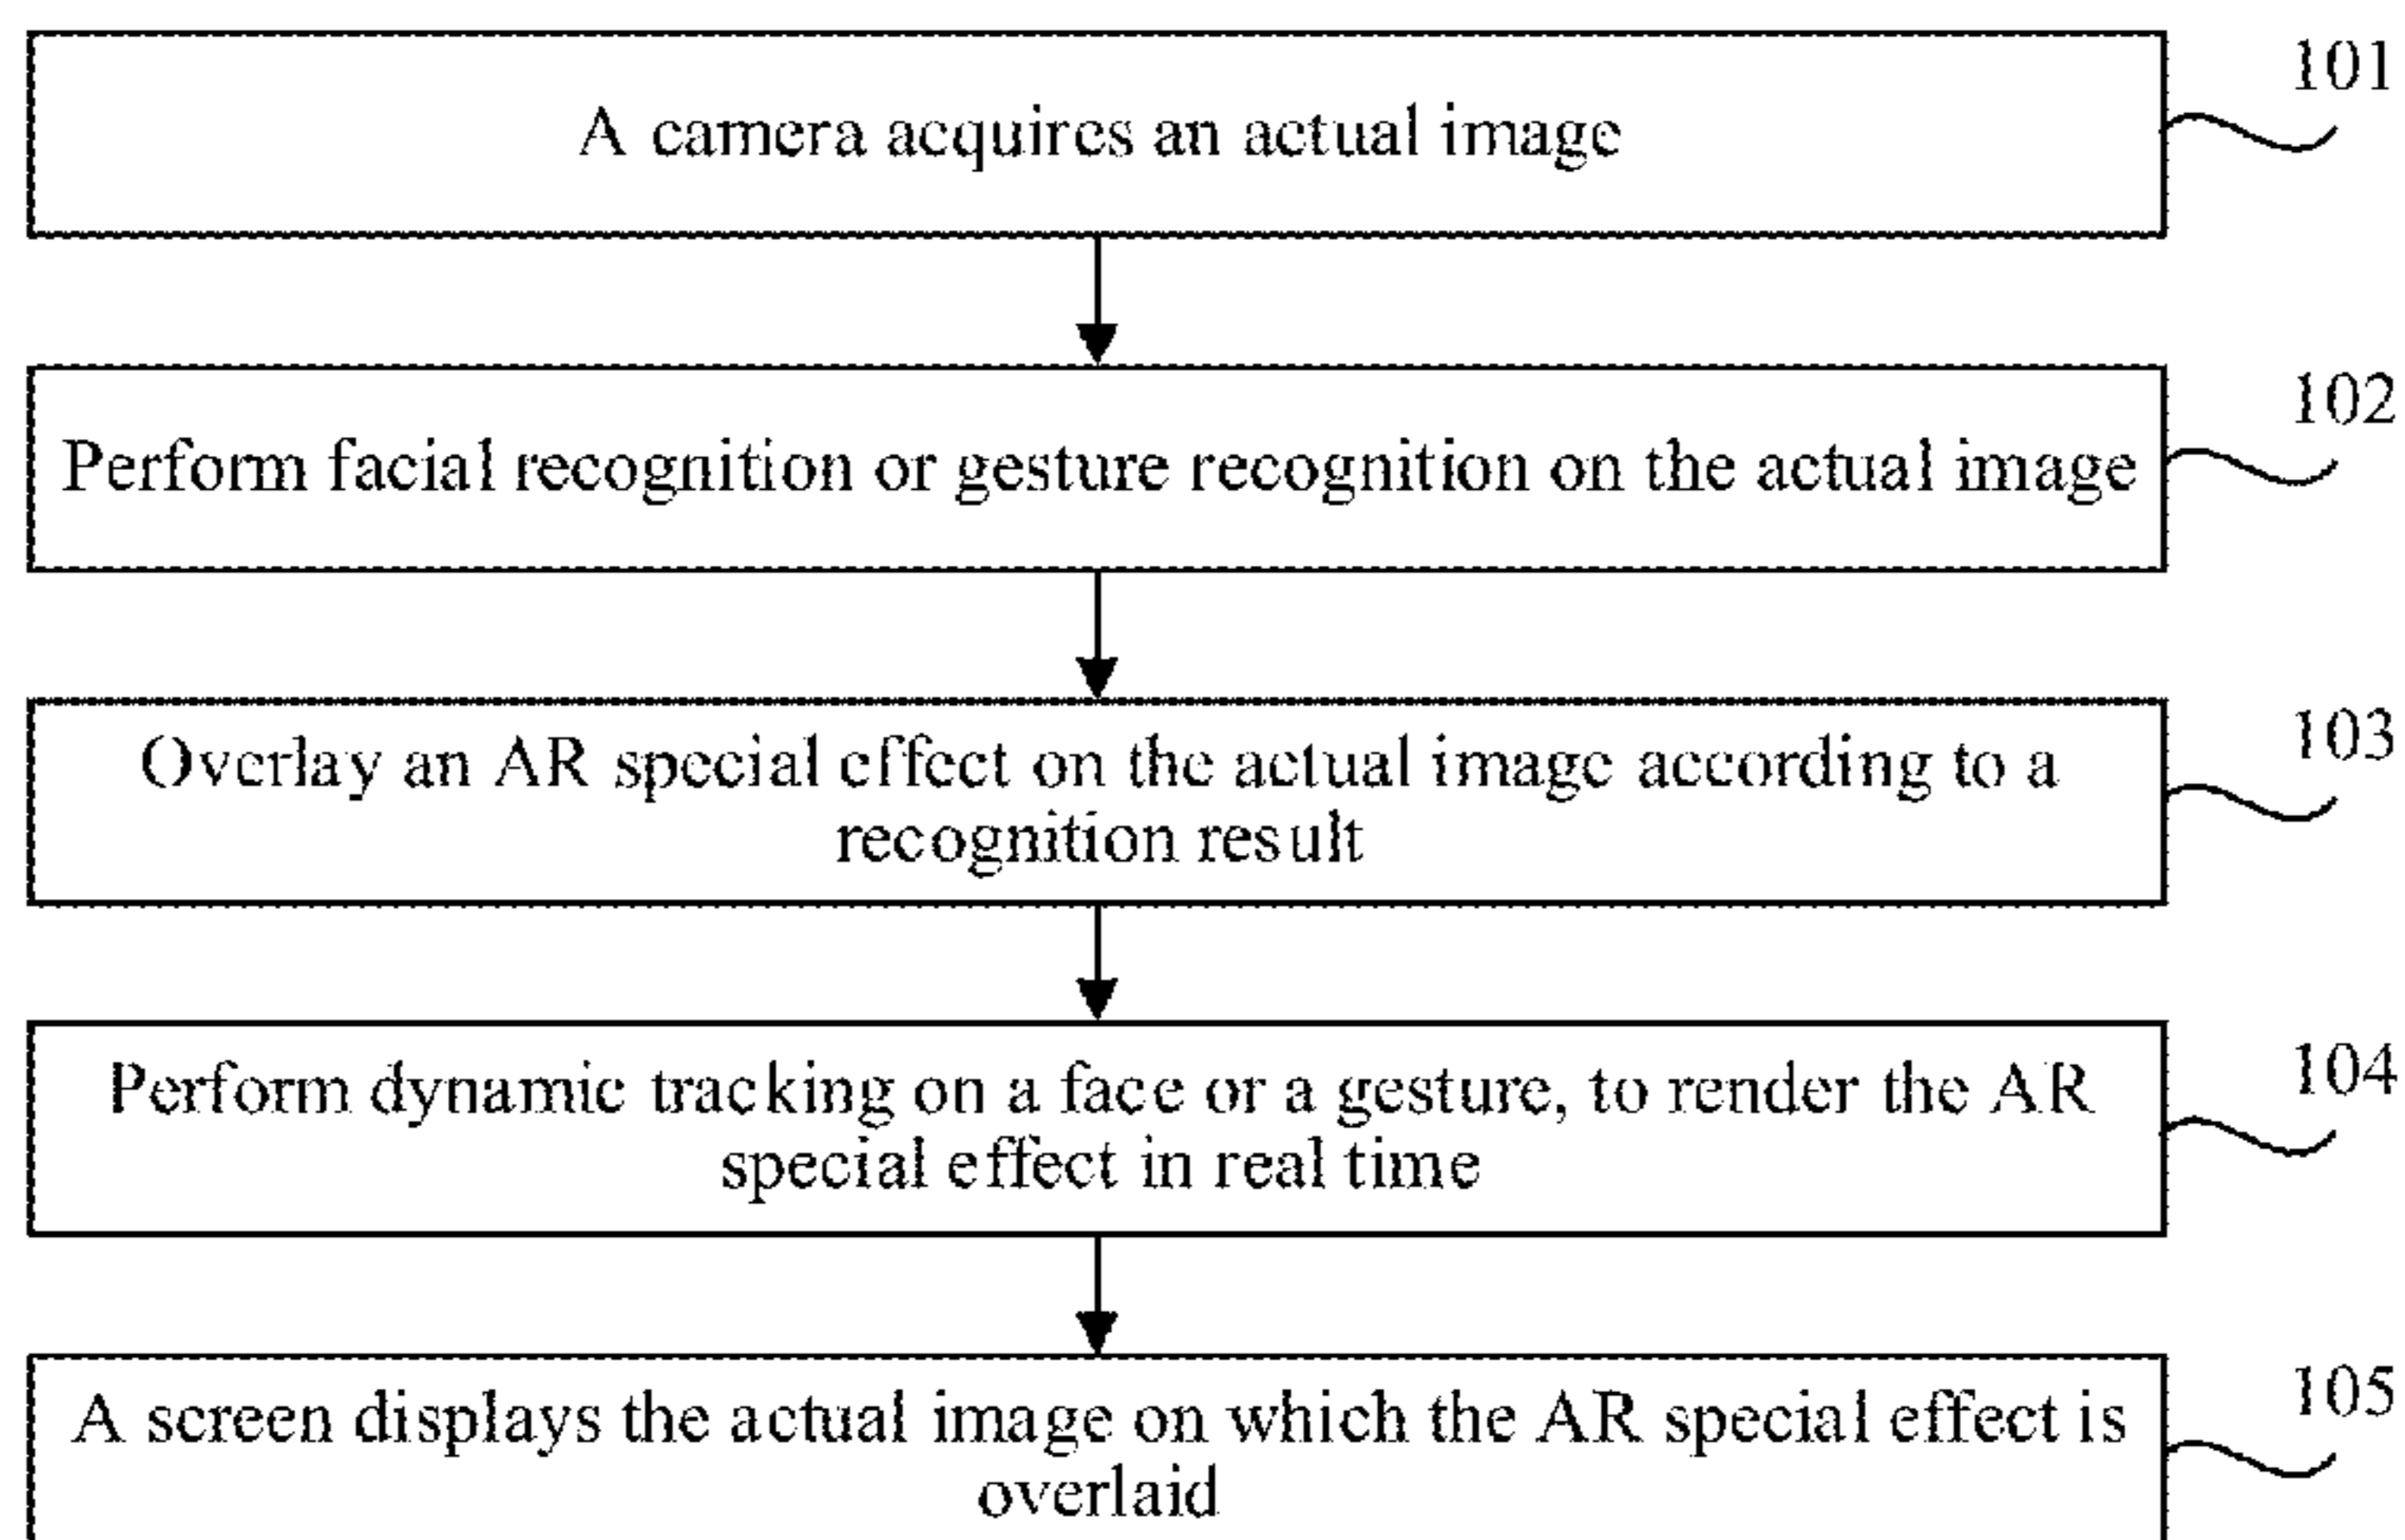 101
A camera acquires an actual image
102
Perform facial recognition or gesture recognition on the actual image
103
Overlay an AR special effect on the actual image according to a
recognition result
104
Perform dynamic tracking on a face or a gesture, to render the AR
special effect in real time
105
A screen displays the actual image on which the AR special effect is
overlaid